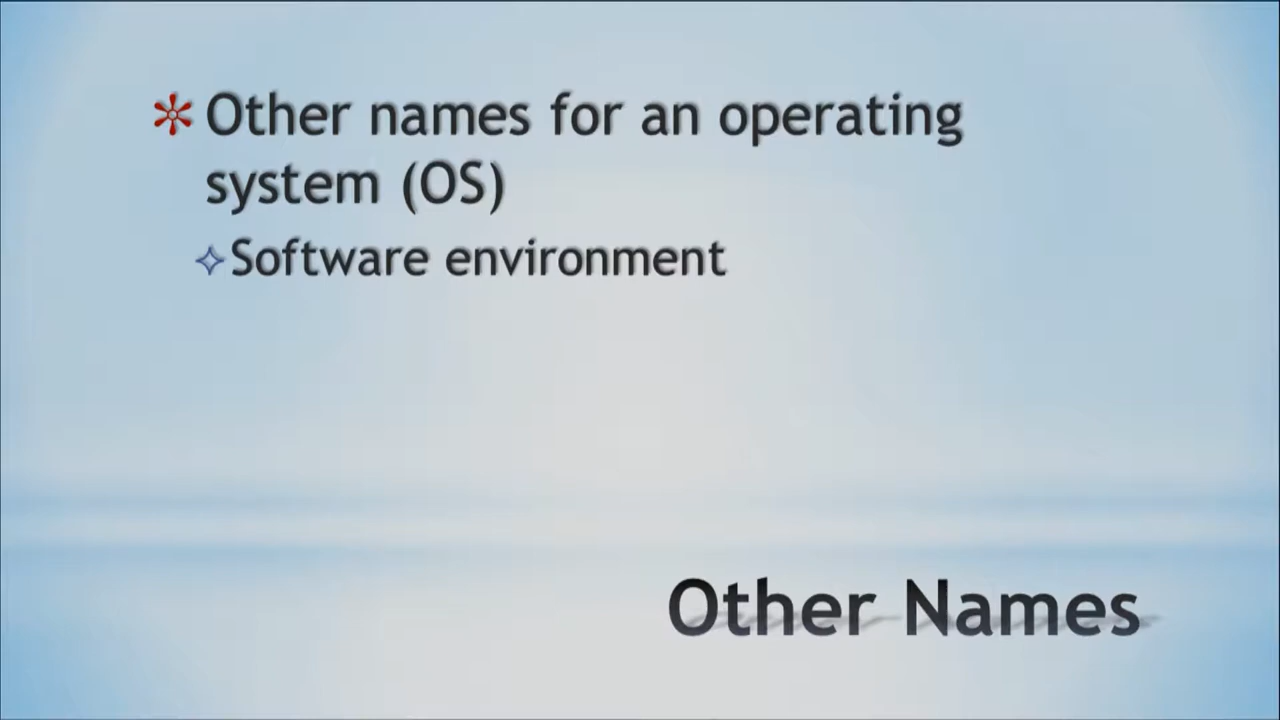 Other names for an operating
system (OS)
Software environment
Other Names